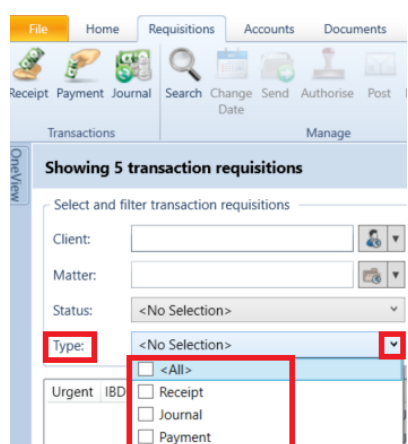 File Home Requisitions Accounts Documents
Receipt Payment Journal Search Change Date Send Authorise Post
Transactions Manage
OneView
Showing 5 transaction requisitions
Select and filter transaction requisitions
Client:
Matter:
Status: <No Selection>
Type: <No Selection>
<All>
Urgent IBD Receipt
Journal
Payment